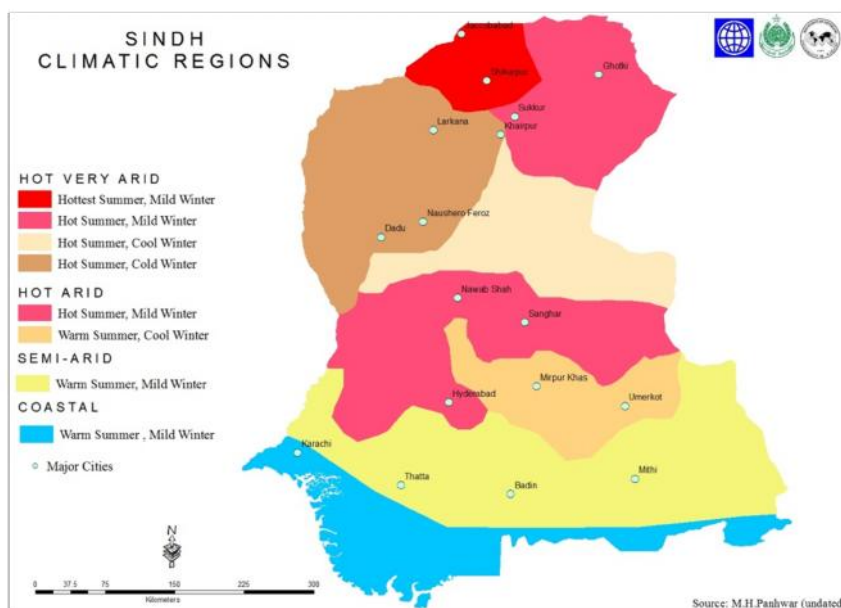 SINDH
CLIMATIC REGIONS
Shikarpur
Ghotki
Sukkur
Larkana
Khairpur
HOT VERY ARID
Hottest Summer, Mild Winter
Hot Summer, Mild Winter
Hot Summer, Cool Winter
Hot Summer, Cold Winter
Naushero Feroz
Dadu
HOT ARID
Hot Summer, Mild Winter
Warm Summer, Cool Winter
Nawab Shah
Sanghar
SEMI-ARID
Warm Summer, Mild Winter
Mirpur Khas
Hyderabad
Umerkot
COASTAL
Warm Summer , Mild Winter
Major Cities
Karachi
Thatta
Badin
Mithi
N
0 37.5 75 150 225 300
Kilometers
Source: M.H.Panhwar (undated